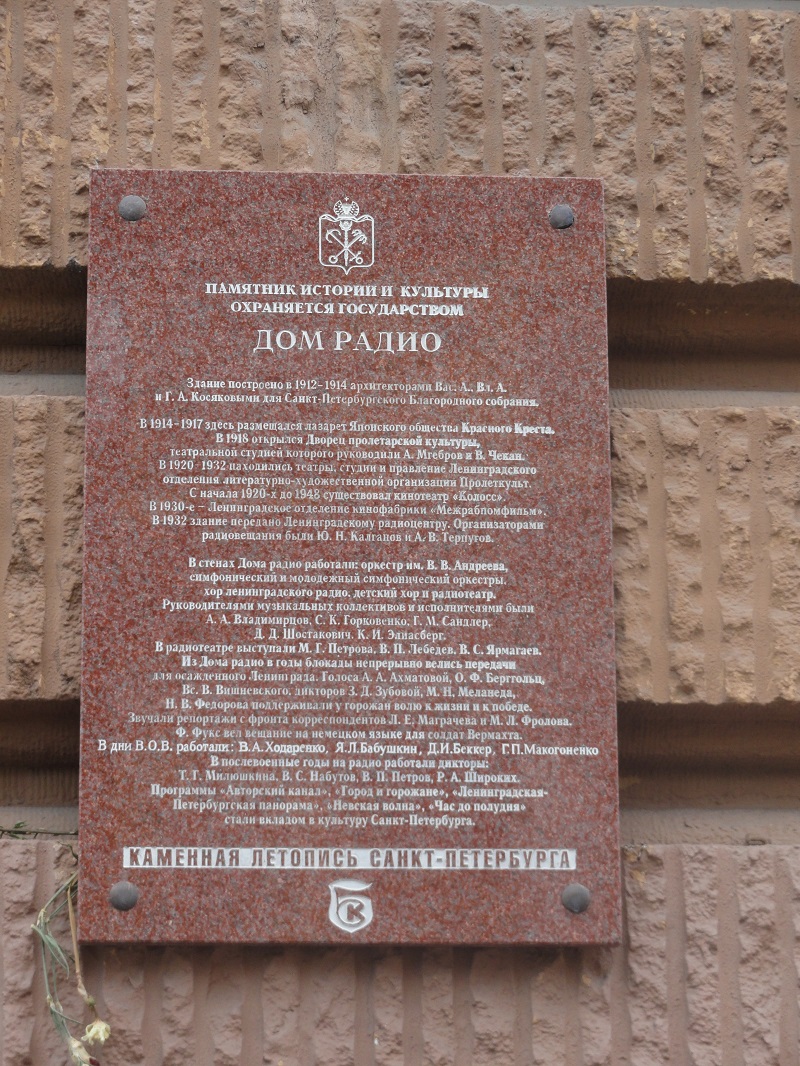 ПАМЯТНИК ИСТОРИИ И КУЛЬТУРЫ
ОХРАНЯЕТСЯ ГОСУДАРСТВОМ
ДОМ РАДИО
Здание построено в 1912-1914 архитекторами Вас. А., Вл. А.
и Г. А. Косяковыми для Санкт-Петербургского Благородного собрания.
В 1914-1917 здесь размещался лазарет Японского общества Красного Креста.
В 1918 открылся Дворец пролетарской культуры,
театральной студией которого руководили А. Мгебров и В. Чекан.
В 1920-1932 находились театры, студии и правление Ленинградского
отделения литературно-художественной организации Пролеткульт.
С начала 1920-х до 1948 существовал кинотеатр «Колосс».
В 1930-е – Ленинградское отделение кинофабрики «Межрабпомфильм».
В 1932 здание передано Ленинградскому радиоцентру. Организаторами
радиовещания были Ю. Н. Калганов и А. В. Терпугов.
В стенах Дома радио работали: оркестр им. В. В. Андреева,
симфонический и молодежный симфонический оркестры,
хор ленинградского радио, детский хор и радиотеатр.
Руководителями музыкальных коллективов и исполнителями были
А. А. Владимирцов, С. К. Горковенко, Г. М. Сандлер,
Д. Д. Шостакович, К. И. Элиасберг.
В радиотеатре выступали М. Г. Петрова, В. П. Лебедев, В. С. Ярмагаев.
Из Дома радио в годы блокады непрерывно велись передачи
для осажденного Ленинграда. Голоса А. А. Ахматовой, О. Ф. Берггольц,
Вс. В. Вишневского, дикторов З. Д. Зубовой, М. Н. Меланеда,
Н. В. Федорова поддерживали у горожан волю к жизни и к победе.
Звучали репортажи с фронта корреспондентов Л. Е. Маграчева и М. Л. Фролова.
Ф. Фукс вел вещание на немецком языке для солдат Вермахта.
В дни В.О.В. работали: В.А.Ходаренко, Я.Л.Бабушкин, Д.И.Беккер, Г.П.Макогоненко
В послевоенные годы на радио работали дикторы:
Т. Г. Милюшкина, В. С. Набутов, В. П. Петров, Р. А. Широких.
Программы «Авторский канал», «Город и горожане», «Ленинградская-
Петербургская панорама», «Невская волна», «Час до полудня»
стали вкладом в культуру Санкт-Петербурга.
КАМЕННАЯ ЛЕТОПИСЬ САНКТ-ПЕТЕРБУРГА
БК